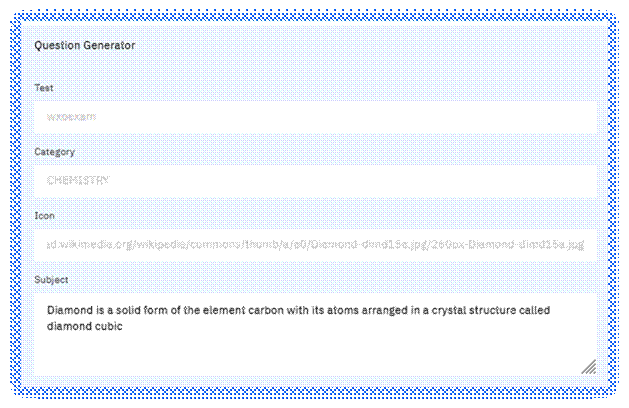 Question Generator
Test
wxoexam
Category
CHEMISTRY
Icon
ad.wikimedia.org/wikipedia/commons/thumb/a/a0/Diamond-dimd15a.jpg/260px-Diamond-dimd15a.jpg
Subject
Diamond is a solid form of the element carbon with its atoms arranged in a crystal structure called
diamond cubic